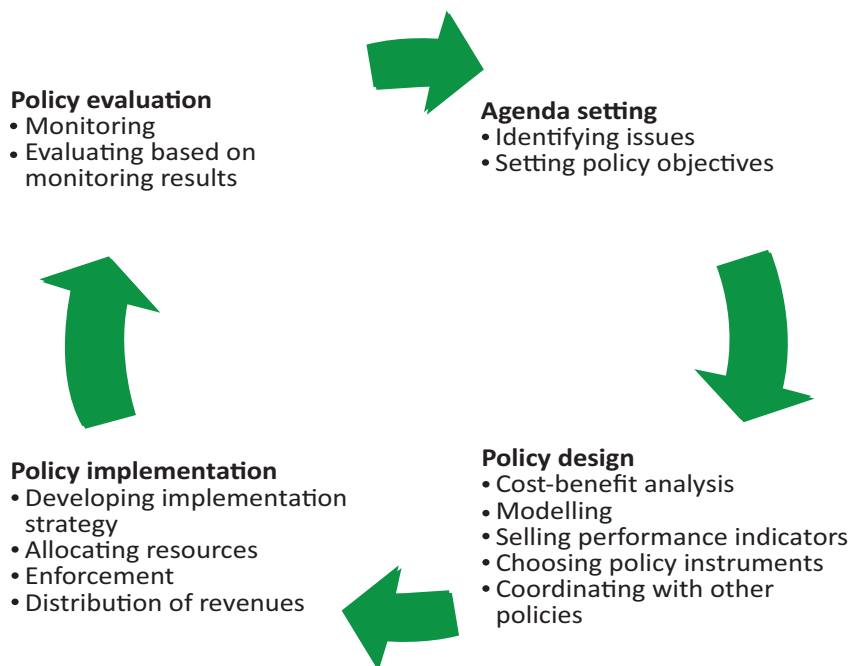 Policy evaluation
• Monitoring
• Evaluating based on
monitoring results
Agenda setting
• Identifying issues
• Setting policy objectives
Policy design
• Cost-benefit analysis
• Modelling
• Selling performance indicators
• Choosing policy instruments
• Coordinating with other
policies
Policy implementation
• Developing implementation
strategy
• Allocating resources
• Enforcement
• Distribution of revenues